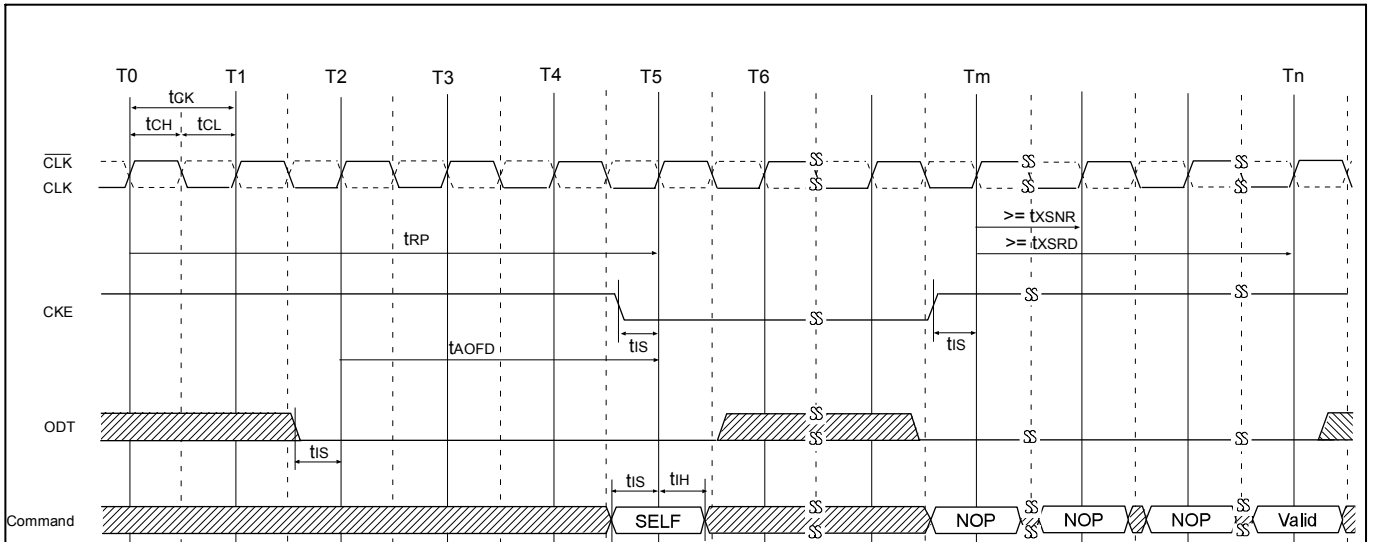 T0 T1 T2 T3 T4 T5 T6 Tm Tn
tCK
tCH tCL
CLK
CLK
>= tXSNR
tRP >= tXSRD
CKE
tIS tIS
tAOFD
ODT
tIS
tIS tIH
Command SELF NOP NOP NOP Valid